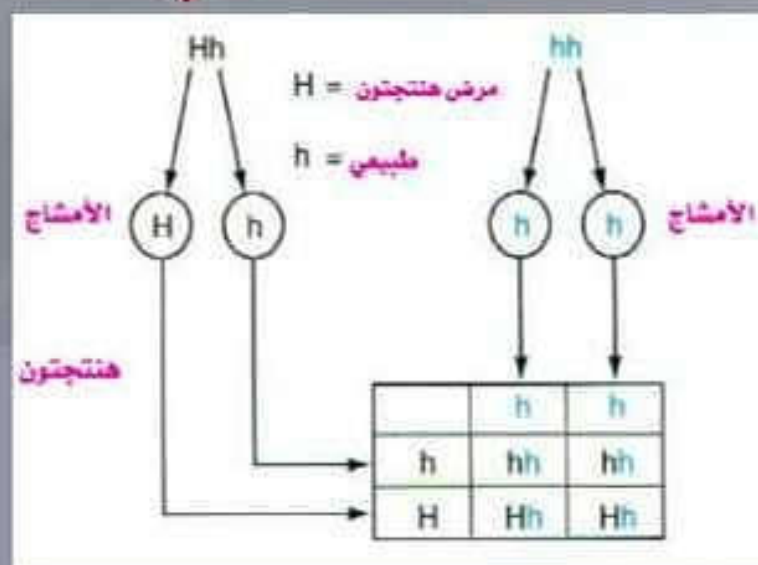 Hh
hh
H = مرض هنتجتون
h = طبيعي
الأمشاج
H
h
h
h
الأمشاج
هنتجتون
h h
h hh hh
H Hh Hh